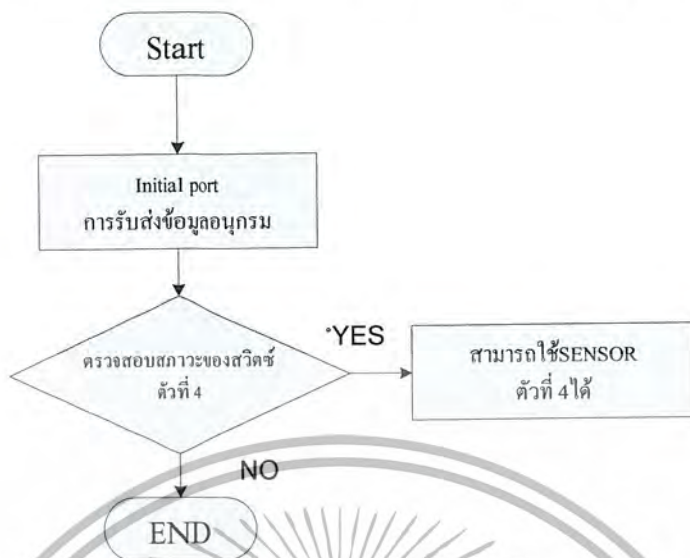 Start
Initial port
การรับส่งข้อมูลอนุกรม
ตรวจสอบสภาวะของสวิตซ์
ตัวที่ 4
YES
สามารถใช้SENSOR
ตัวที่ 4ได้
NO
END